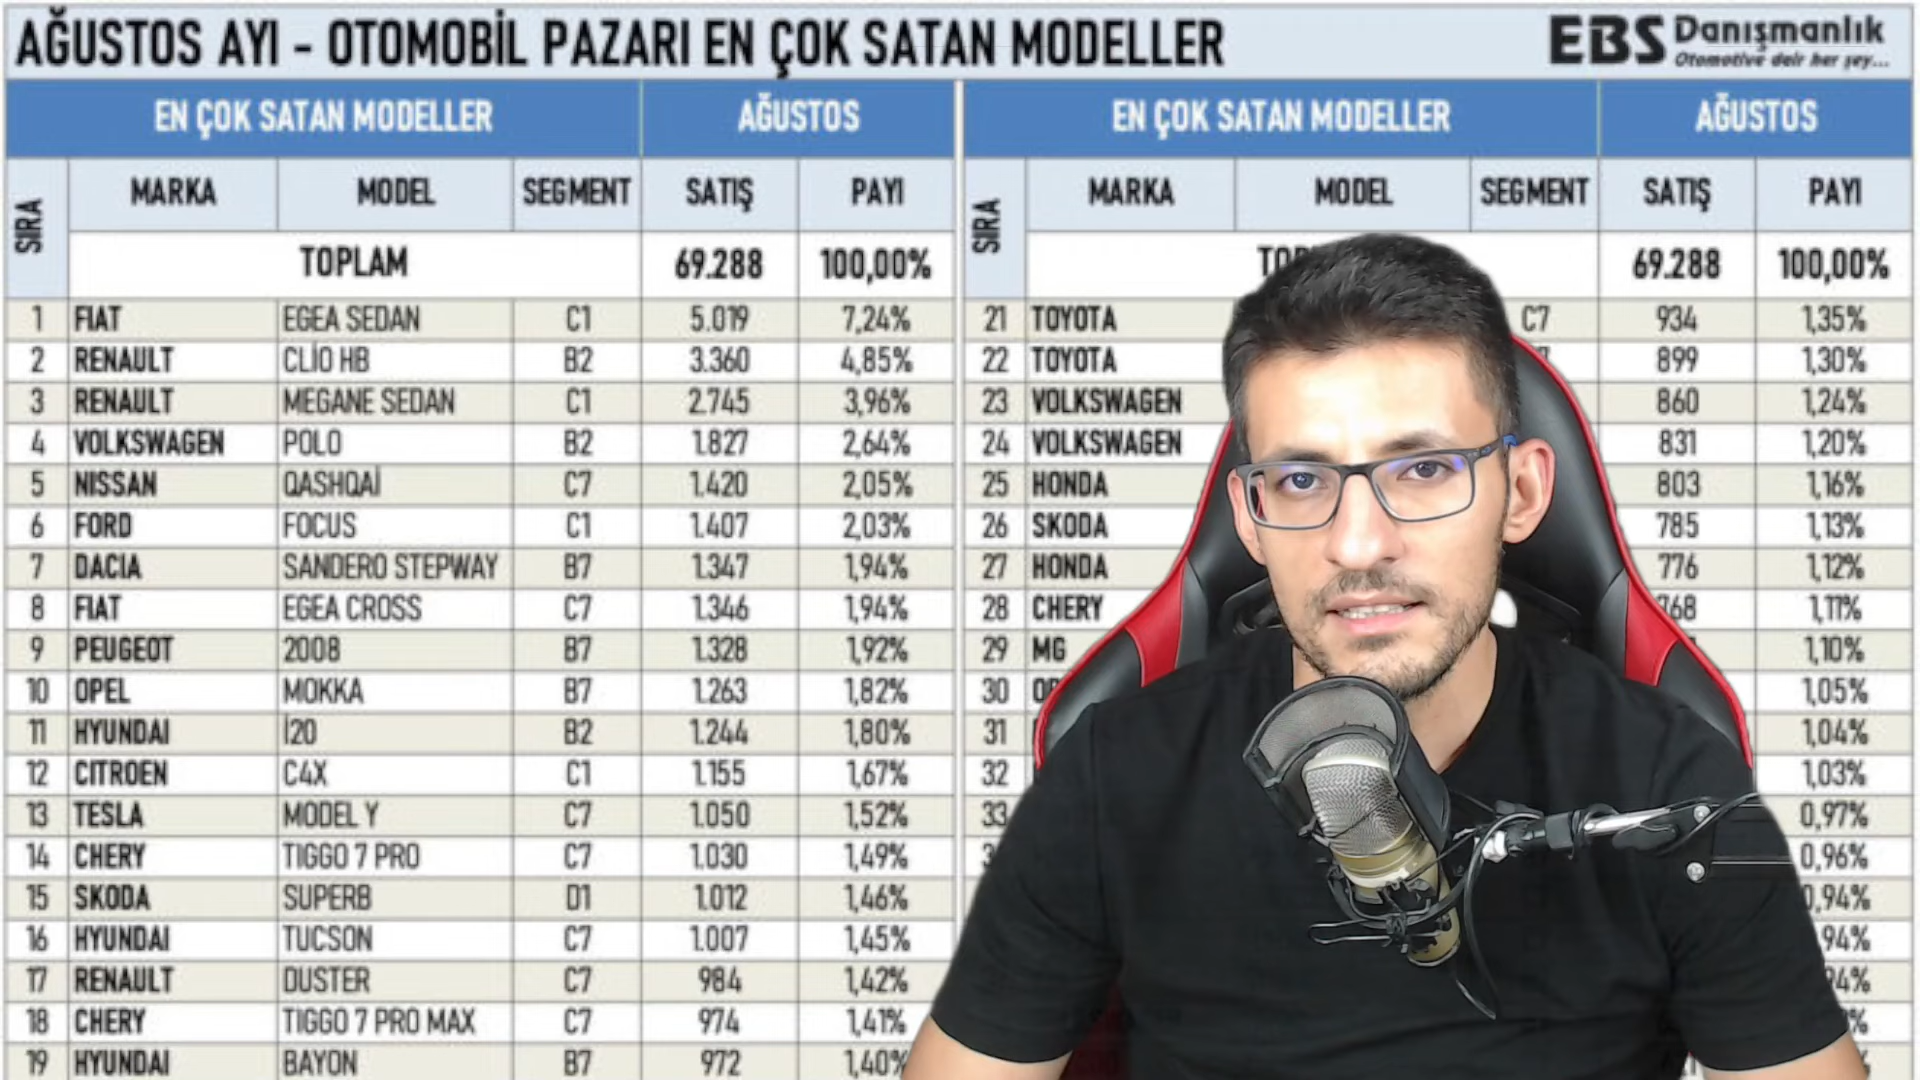 AĞUSTOS AYI - OTOMOBİL PAZARI EN ÇOK SATAN MODELLER
EBS Danışmanlık
Otomotive dair her şey...
EN ÇOK SATAN MODELLER AĞUSTOS
SIRA MARKA MODEL SEGMENT SATIŞ PAYI
TOPLAM 69.288 100,00%
1 FIAT EGEA SEDAN C1 5.019 7,24%
2 RENAULT CLİO HB B2 3.360 4,85%
3 RENAULT MEGANE SEDAN C1 2.745 3,96%
4 VOLKSWAGEN POLO B2 1.827 2,64%
5 NISSAN QASHQAİ C7 1.420 2,05%
6 FORD FOCUS C1 1.407 2,03%
7 DACIA SANDERO STEPWAY B7 1.347 1,94%
8 FIAT EGEA CROSS C7 1.346 1,94%
9 PEUGEOT 2008 B7 1.328 1,92%
10 OPEL MOKKA B7 1.263 1,82%
11 HYUNDAI İ20 B2 1.244 1,80%
12 CITROEN C4X C1 1.155 1,67%
13 TESLA MODEL Y C7 1.050 1,52%
14 CHERY TIGGO 7 PRO C7 1.030 1,49%
15 SKODA SUPERB D1 1.012 1,46%
16 HYUNDAI TUCSON C7 1.007 1,45%
17 RENAULT DUSTER C7 984 1,42%
18 CHERY TIGGO 7 PRO MAX C7 974 1,41%
19 HYUNDAI BAYON B7 972 1,40%
EN ÇOK SATAN MODELLER AĞUSTOS
SIRA MARKA MODEL SEGMENT SATIŞ PAYI
69.288 100,00%
21 TOYOTA C7 934 1,35%
22 TOYOTA 899 1,30%
23 VOLKSWAGEN 860 1,24%
24 VOLKSWAGEN 831 1,20%
25 HONDA 803 1,16%
26 SKODA 785 1,13%
27 HONDA 776 1,12%
28 CHERY 768 1,11%
29 MG 1,10%
30 1,05%
31 1,04%
32 1,03%
33 0,97%
0,96%
0,94%